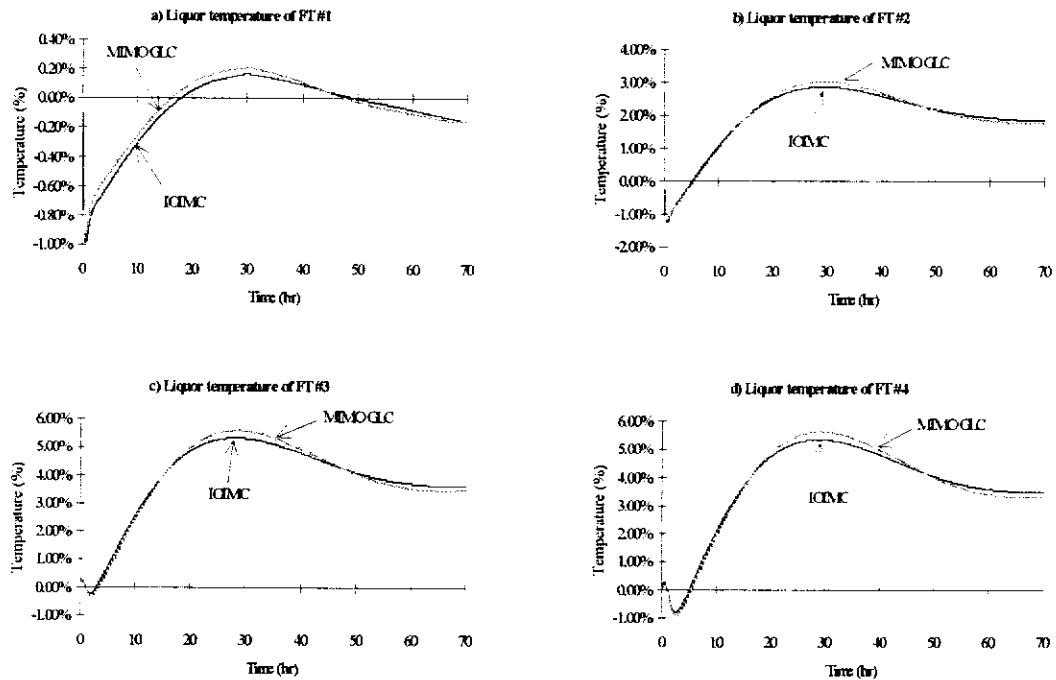 a) Liquor temperature of FT#1
0.40%
0.20%
0.00%
-0.20%
-0.40%
-0.60%
-0.80%
-1.00%
Temperature (%)
MIMOGLC
IOIMC
0 10 20 30 40 50 60 70
Time (hr)
b) Liquor temperature of FT#2
4.00%
3.00%
2.00%
1.00%
0.00%
-1.00%
-2.00%
Temperature (%)
MIMOGLC
IOIMC
0 10 20 30 40 50 60 70
Time (hr)
c) Liquor temperature of FT#3
6.00%
5.00%
4.00%
3.00%
2.00%
1.00%
0.00%
-1.00%
Temperature (%)
MIMOGLC
IOIMC
0 10 20 30 40 50 60 70
Time (hr)
d) Liquor temperature of FT#4
6.00%
5.00%
4.00%
3.00%
2.00%
1.00%
0.00%
-1.00%
Temperature (%)
MIMOGLC
IOIMC
0 10 20 30 40 50 60 70
Time (hr)